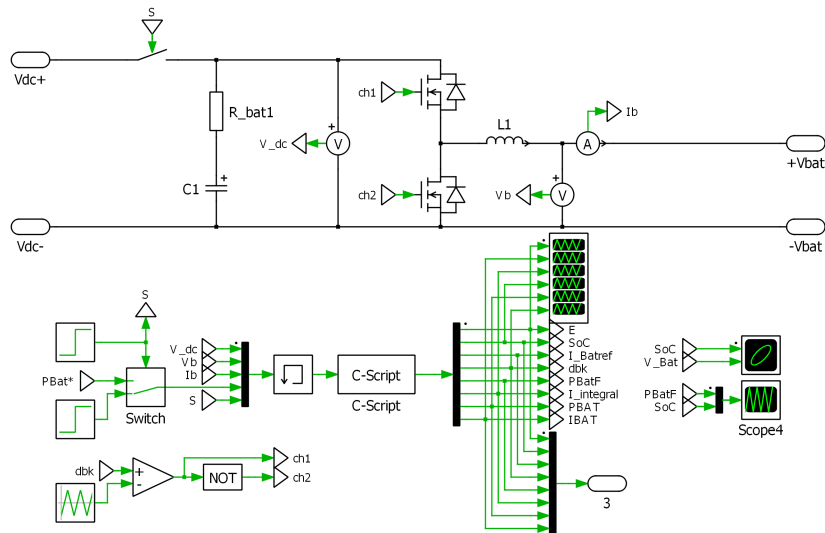 S
Vdc+
R_bat1
+
C1
V_dc
+
V
ch1
ch2
L1
Ib
A
+
Vb
V
+Vbat
Vdc-
-Vbat
S
PBat*
Switch
V_dc
Vb
Ib
S
C-Script
C-Script
E
SoC
I_Batref
dbk
PBatF
I_integral
PBAT
IBAT
SoC
V_Bat
PBatF
SoC
Scope4
dbk
+
-
NOT
ch1
ch2
3